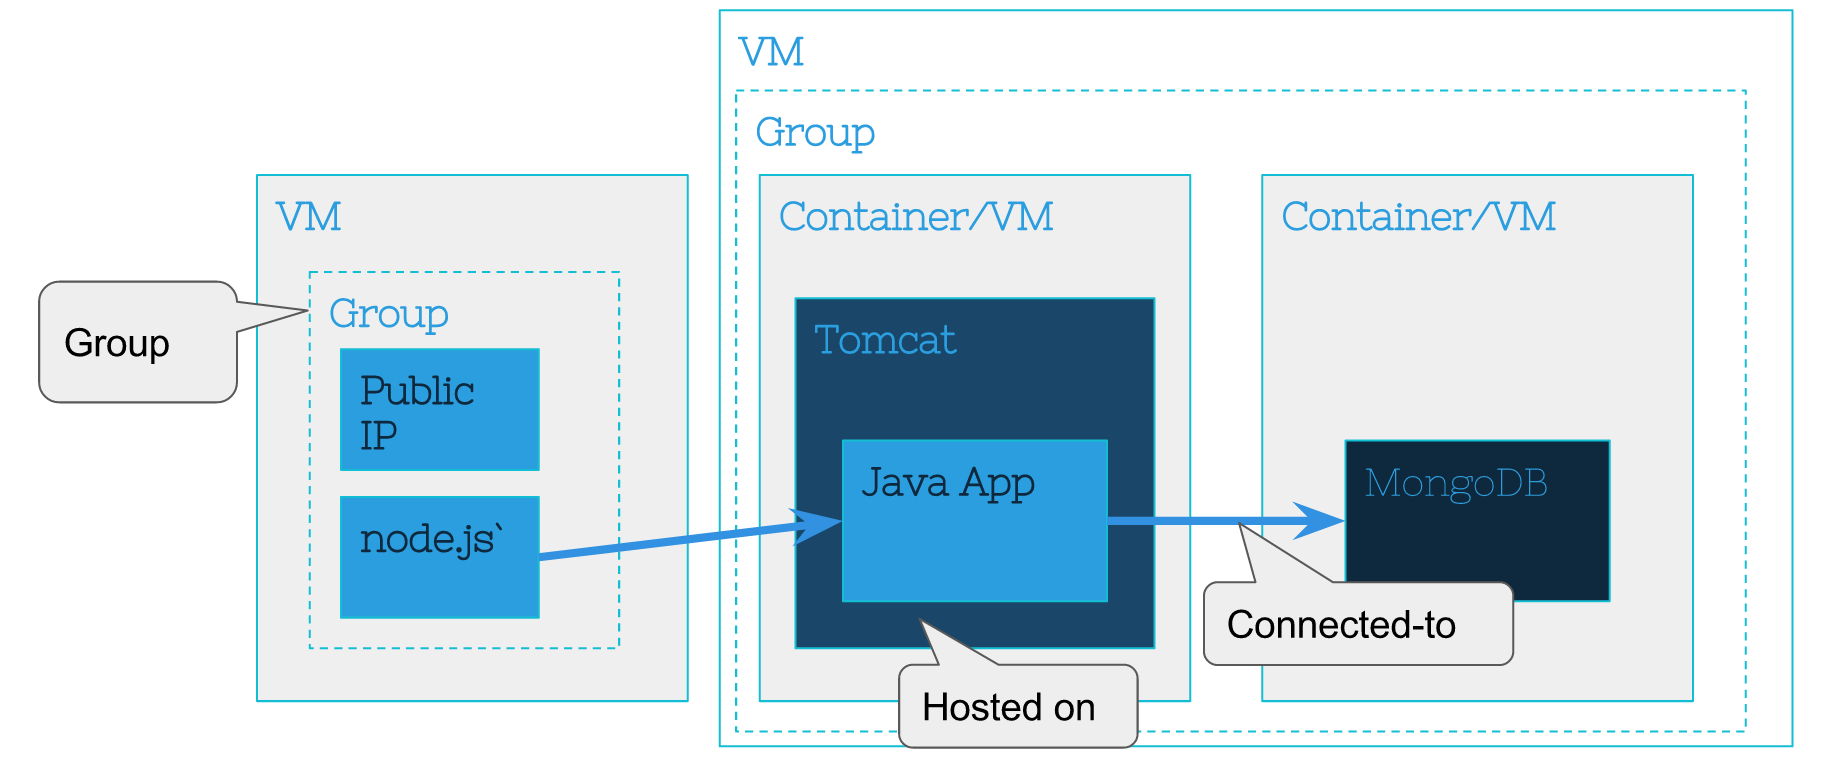 VM
Group
VM
Container/VM
Container/VM
Group
Group
Tomcat
Public
IP
Java App
MongoDB
node.js`
Connected-to
Hosted on